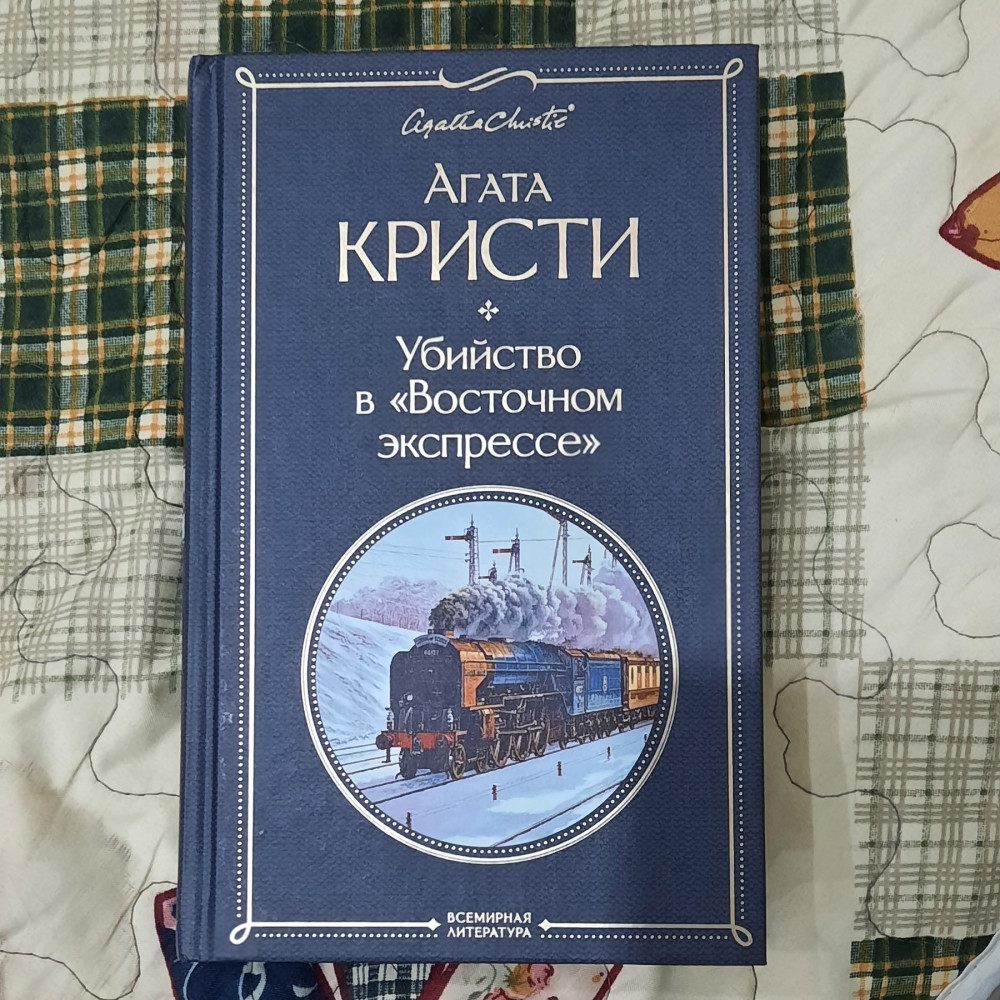 Agatha Christie®
АГАТА
КРИСТИ
Убийство
в «Восточном
экспрессе»
ВСЕМИРНАЯ
ЛИТЕРАТУРА